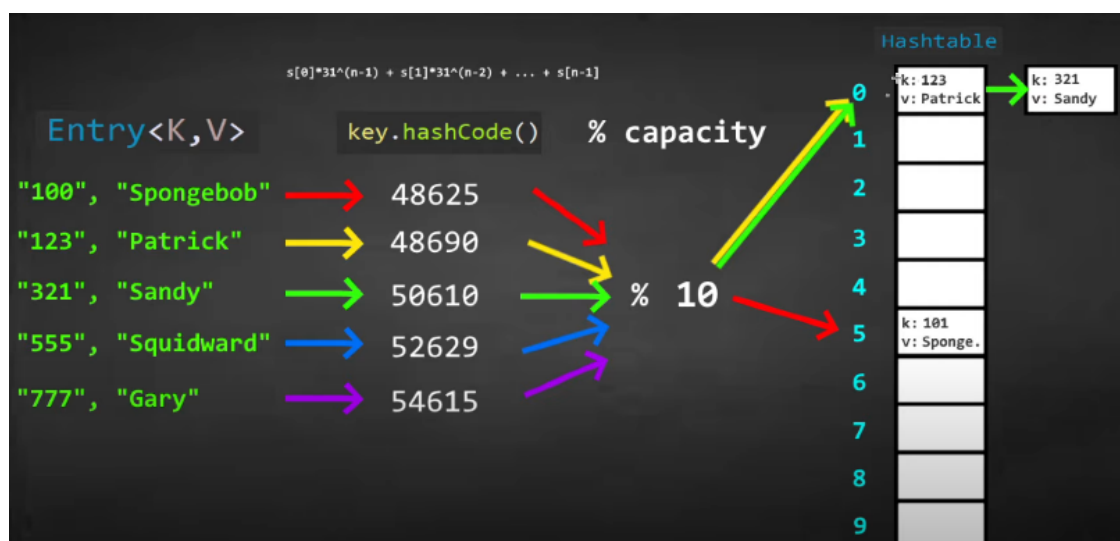 Hashtable
s[0]*31^(n-1) + s[1]*31^(n-2) + ... + s[n-1]
Entry<K,V>
key.hashCode()
% capacity
"100", "Spongebob"
48625
"123", "Patrick"
48690
"321", "Sandy"
50610
"555", "Squidward"
52629
"777", "Gary"
54615
% 10
0
k: 123
v: Patrick
k: 321
v: Sandy
1
2
3
4
5
k: 101
v: Sponge.
6
7
8
9